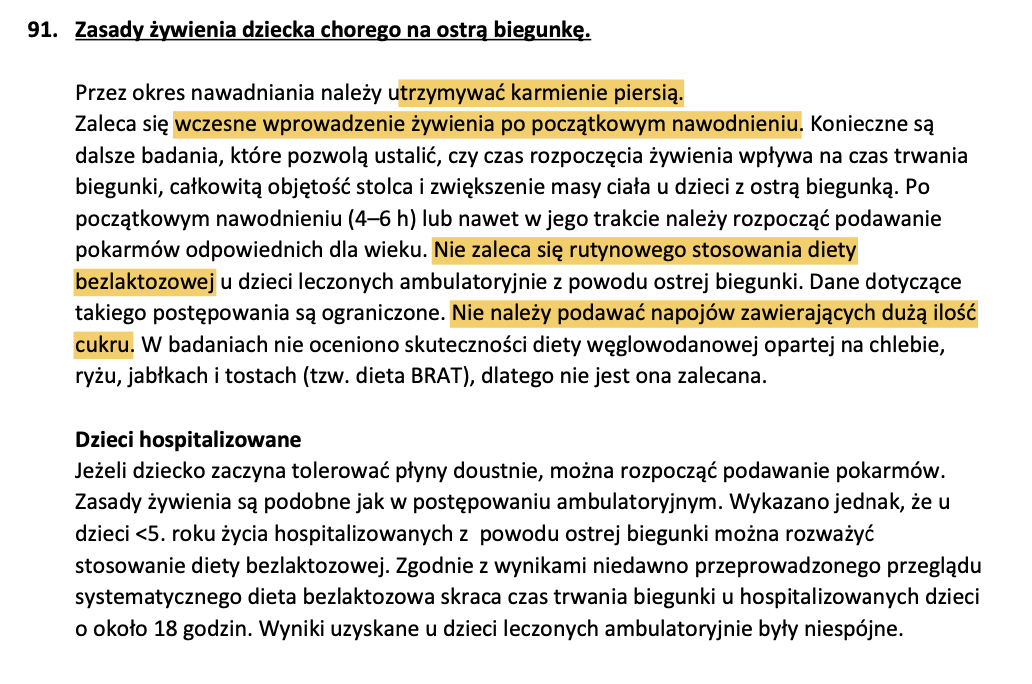 91. Zasady żywienia dziecka chorego na ostrą biegunkę.
Przez okres nawadniania należy utrzymywać karmienie piersią.
Zaleca się wczesne wprowadzenie żywienia po początkowym nawodnieniu. Konieczne są
dalsze badania, które pozwolą ustalić, czy czas rozpoczęcia żywienia wpływa na czas trwania
biegunki, całkowitą objętość stolca i zwiększenie masy ciała u dzieci z ostrą biegunką. Po
początkowym nawodnieniu (4–6 h) lub nawet w jego trakcie należy rozpocząć podawanie
pokarmów odpowiednich dla wieku. Nie zaleca się rutynowego stosowania diety
bezlaktozowej u dzieci leczonych ambulatoryjnie z powodu ostrej biegunki. Dane dotyczące
takiego postępowania są ograniczone. Nie należy podawać napojów zawierających dużą ilość
cukru. W badaniach nie oceniono skuteczności diety węglowodanowej opartej na chlebie,
ryżu, jabłkach i tostach (tzw. dieta BRAT), dlatego nie jest ona zalecana.
Dzieci hospitalizowane
Jeżeli dziecko zaczyna tolerować płyny doustnie, można rozpocząć podawanie pokarmów.
Zasady żywienia są podobne jak w postępowaniu ambulatoryjnym. Wykazano jednak, że u
dzieci <5. roku życia hospitalizowanych z  powodu ostrej biegunki można rozważyć
stosowanie diety bezlaktozowej. Zgodnie z wynikami niedawno przeprowadzonego przeglądu
systematycznego dieta bezlaktozowa skraca czas trwania biegunki u hospitalizowanych dzieci
o około 18 godzin. Wyniki uzyskane u dzieci leczonych ambulatoryjnie były niespójne.